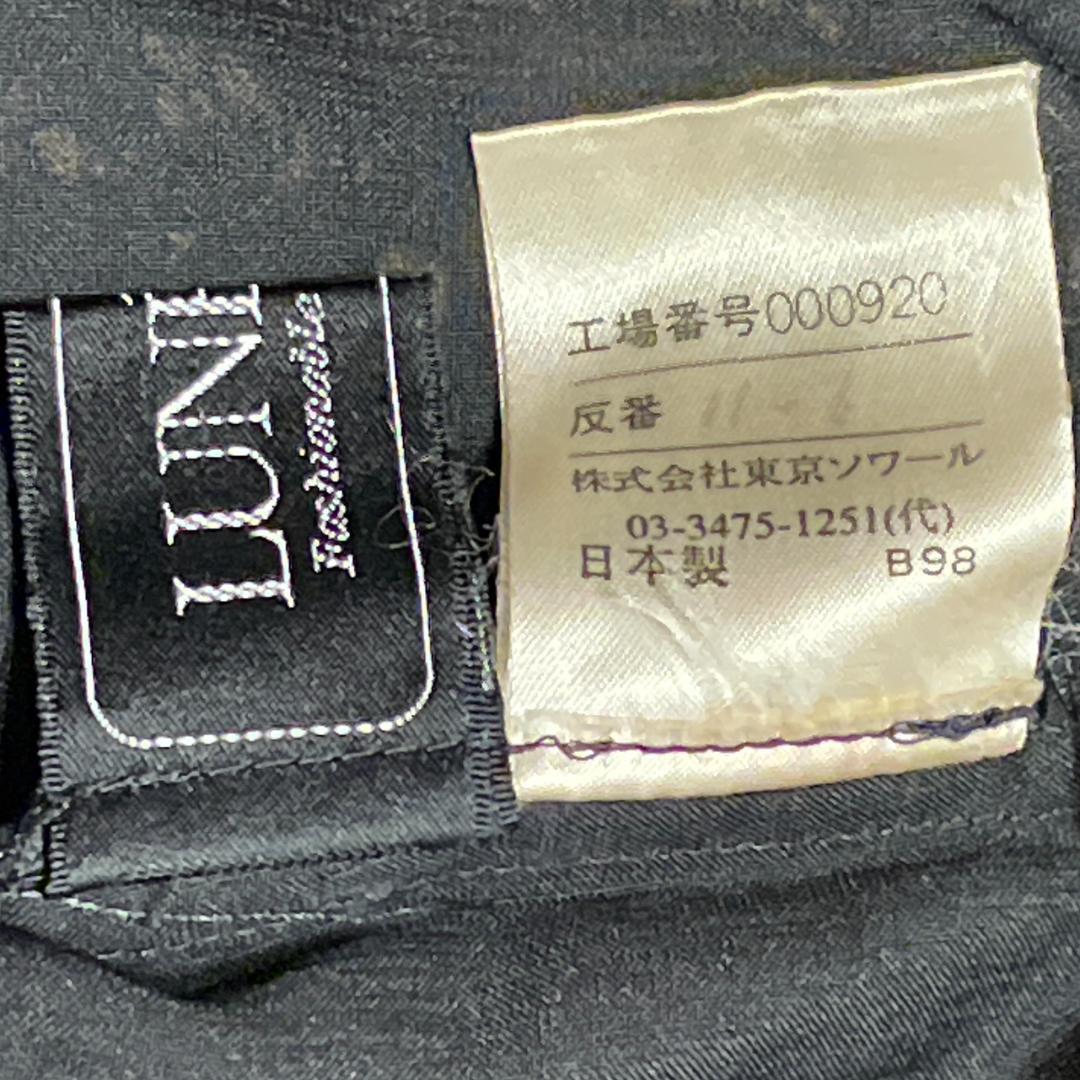 Fashionable
工場番号000920
反番
株式会社東京ソワール
03-3475-1251(代)
日本製 B98